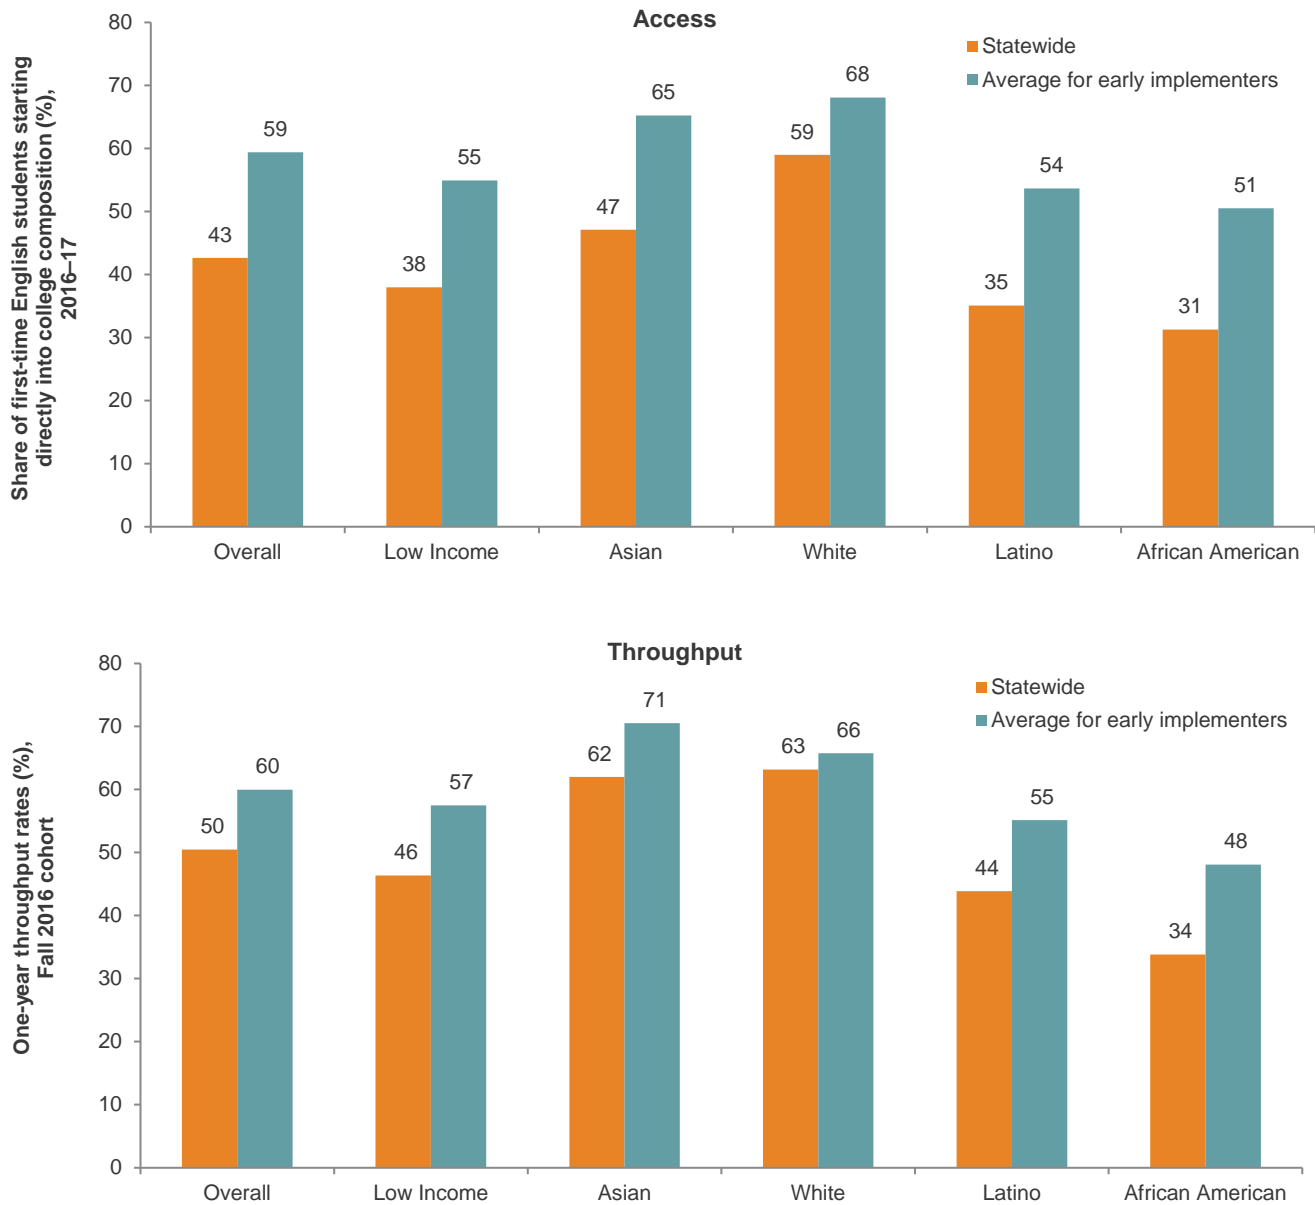 Access
Share of first-time English students starting
directly into college composition (%),
2016–17
Statewide
Average for early implementers
80
70
60
50
40
30
20
10
0
43
59
38
55
47
65
59
68
35
54
31
51
Overall
Low Income
Asian
White
Latino
African American
Throughput
One-year throughput rates (%),
Fall 2016 cohort
Statewide
Average for early implementers
80
70
60
50
40
30
20
10
0
50
60
46
57
62
71
63
66
44
55
34
48
Overall
Low Income
Asian
White
Latino
African American